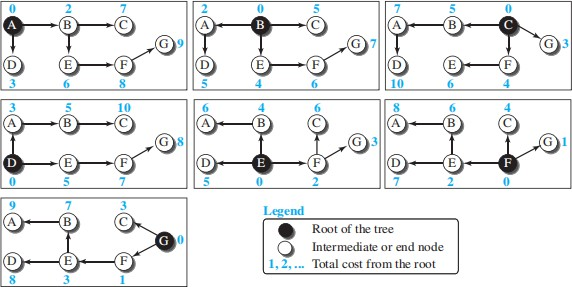 0 2 7
A B C
G 9
D E F
3 6 8
2 0 5
A B C
G 7
D E F
5 4 6
7 5 0
A B C
G 3
D E F
10 6 4
3 5 10
A B C
G 8
D E F
0 5 7
6 4 6
A B C
G 3
D E F
5 0 2
8 6 4
A B C
G 1
D E F
7 2 0
9 7 3
A B C
G 0
D E F
8 3 1
Legend
Root of the tree
Intermediate or end node
1, 2, ... Total cost from the root